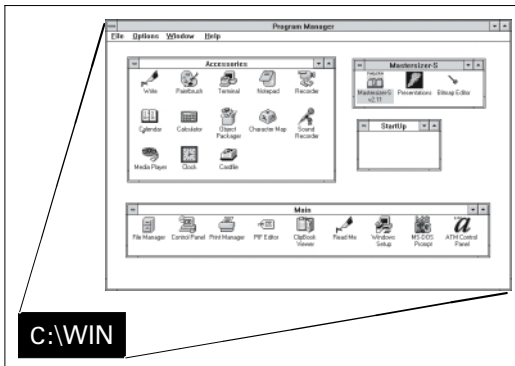 Program Manager
File Options Window Help
Accessories
Write Paintbrush Terminal Notepad Recorder
Calendar Calculator Object Packager Character Map Sound Recorder
Media Player Clock Cardfile
Mastersizer-S
Mastersizer-S v2.11 Presentations Bitmap Editor
StartUp
Main
File Manager Control Panel Print Manager PIF Editor ClipBook Viewer Read Me Windows Setup MS-DOS Prompt ATM Control Panel
C:\WIN